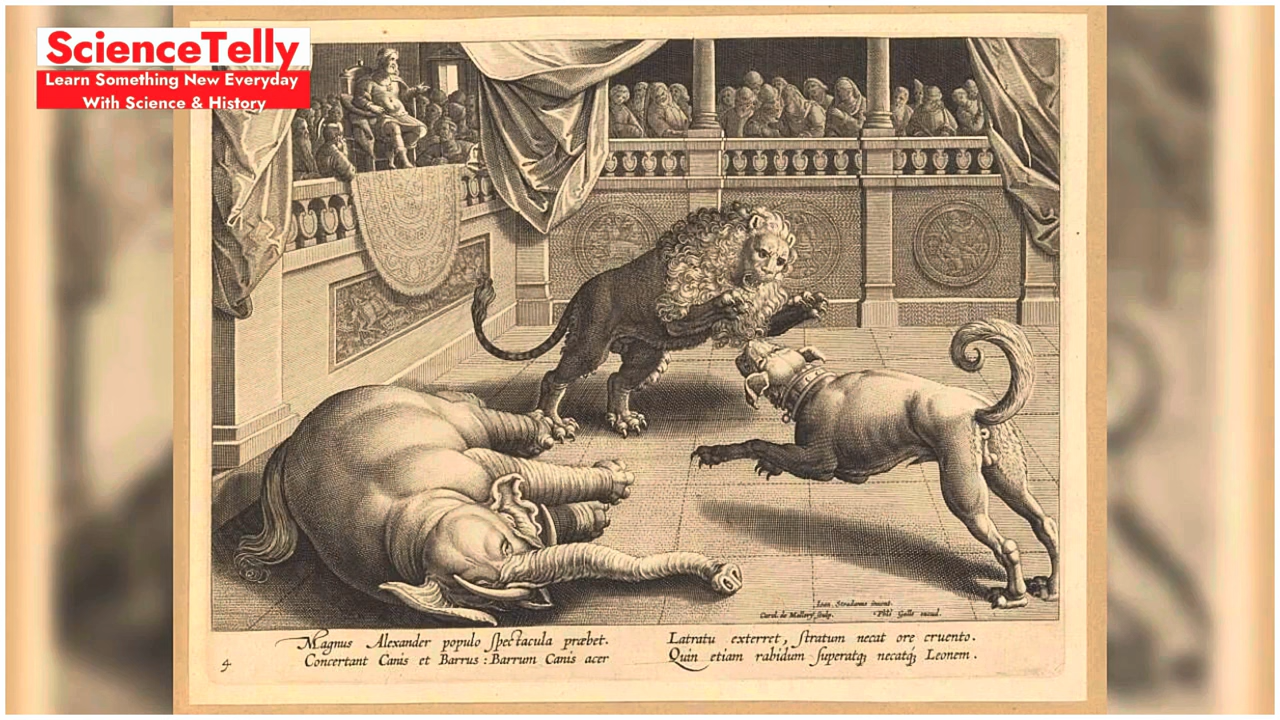 ScienceTelly
Learn Something New Everyday
With Science & History
Ioan. Stradanus invent.
Carol. de Mallery sculp. Phls Galle excud.
Magnus Alexander populo spectacula præbet.
Concertant Canis et Barrus: Barrum Canis acer
Latratu exterret, stratum necat ore cruento.
Quin etiam rabidum superatq; necatq; Leonem.
4